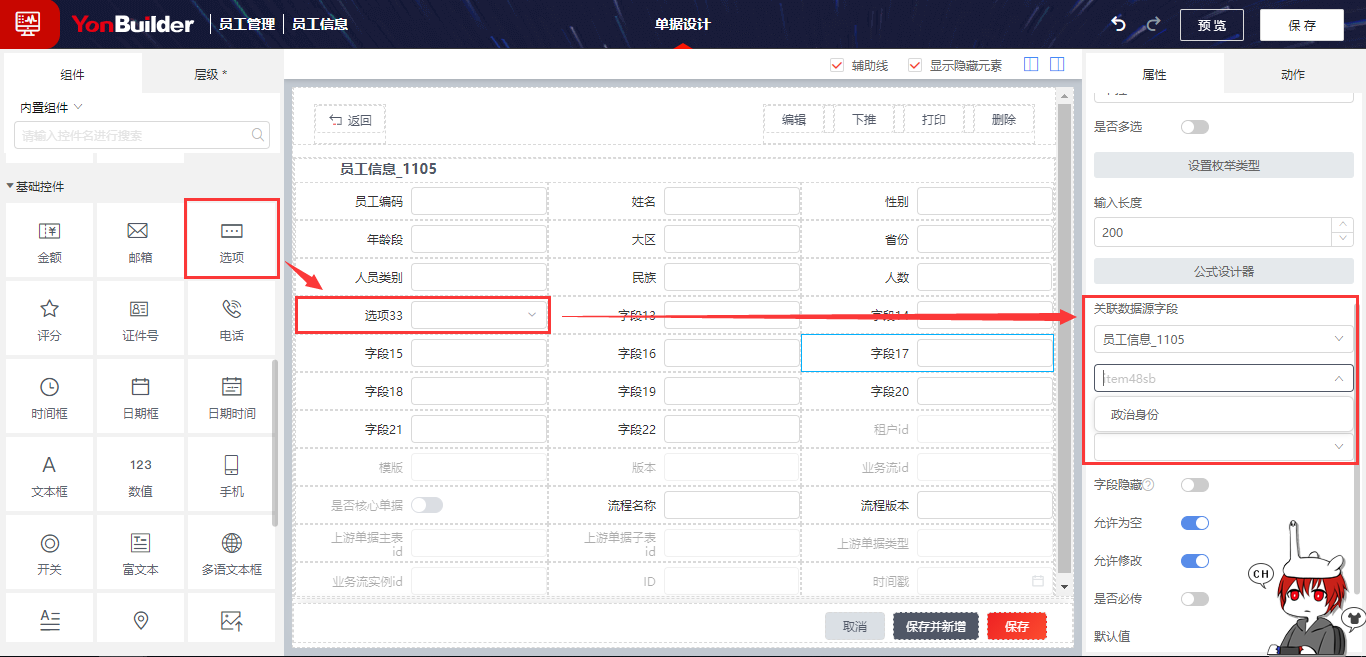 YonBuilder 员工管理 员工信息 单据设计 预 览 保 存
组件 层级 * 辅助线 显示隐藏元素 属性 动作
内置组件
请输入控件名进行搜索
基础控件
金额 邮箱 选项
评分 证件号 电话
时间框 日期框 日期时间
A 123
文本框 数值 手机
开关 富文本 多语文本框
返回 编辑 下推 打印 删除
员工信息_1105
员工编码 姓名 性别
年龄段 大区 省份
人员类别 民族 人数
选项33 字段13 字段14
字段15 字段16 字段17
字段18 字段19 字段20
字段21 字段22 租户id
模版 版本 业务流id
是否核心单据 流程名称 流程版本
上游单据主表id 上游单据子表id 上游单据类型
业务流实例id ID 时间戳
取消 保存并新增 保存
是否多选
设置枚举类型
输入长度
200
公式设计器
关联数据源字段
员工信息_1105
item48sb
政治身份
字段隐藏
允许为空
允许修改
是否必传
默认值
CH